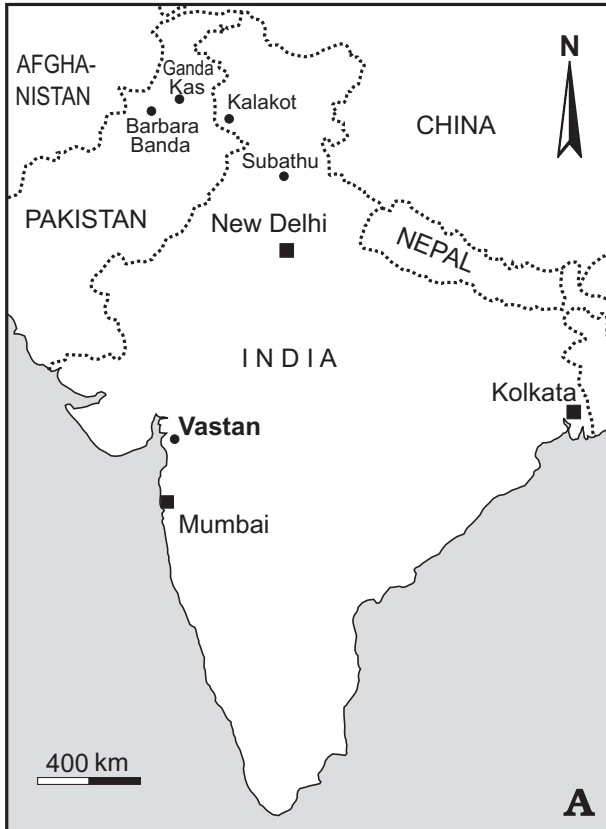 AFGHA-
NISTAN
Ganda
Kas
Barbara
Banda
Kalakot
CHINA
N
Subathu
PAKISTAN
New Delhi
NEPAL
INDIA
Kolkata
Vastan
Mumbai
400 km
A